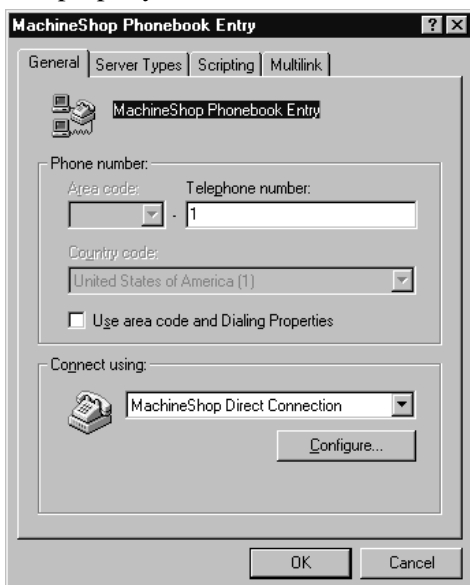 MachineShop Phonebook Entry
General Server Types Scripting Multilink
MachineShop Phonebook Entry
Phone number:
Area code: Telephone number:
- 1
Country code:
United States of America (1)
Use area code and Dialing Properties
Connect using:
MachineShop Direct Connection
Configure...
OK Cancel